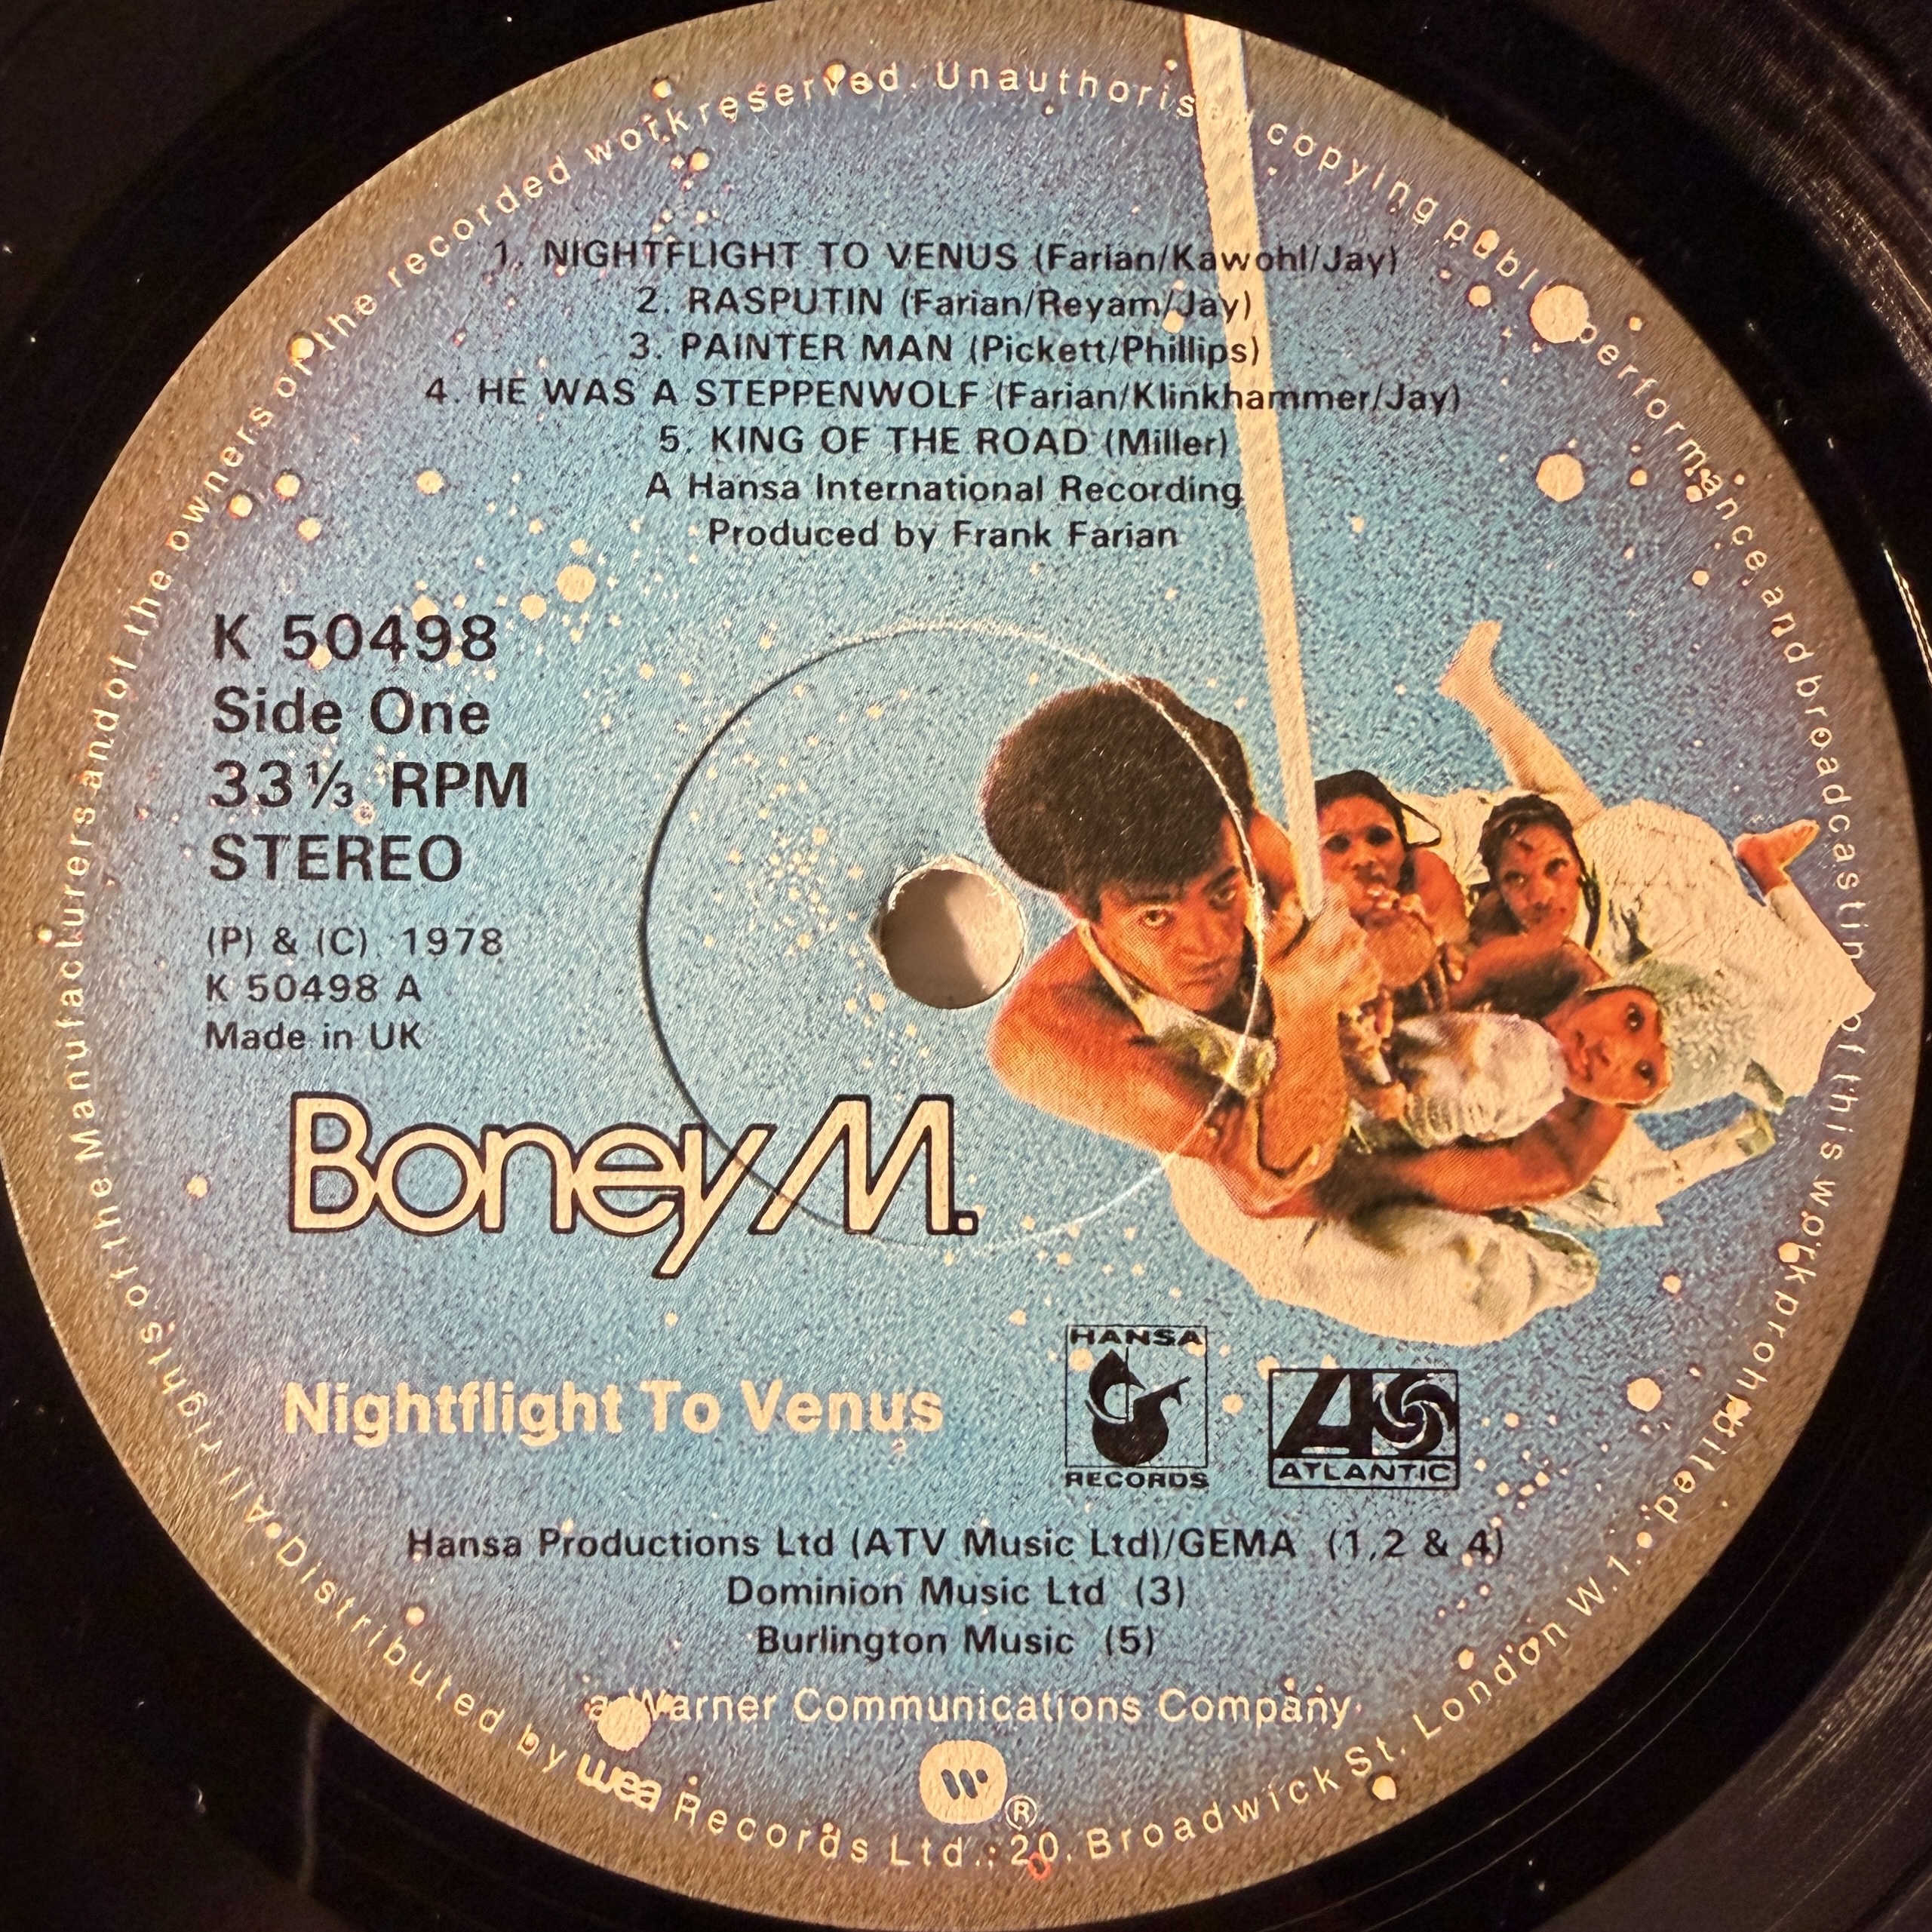 1. NIGHTFLIGHT TO VENUS (Farian/Kawohl/Jay)
2. RASPUTIN (Farian/Reyam/Jay)
3. PAINTER MAN (Pickett/Phillips)
4. HE WAS A STEPPENWOLF (Farian/Klinkhammer/Jay)
5. KING OF THE ROAD (Miller)
A Hansa International Recording
Produced by Frank Farian
K 50498
Side One
33⅓ RPM
STEREO
(P) & (C) 1978
K 50498 A
Made in UK
Boney M.
Nightflight To Venus
HANSA
RECORDS
ATLANTIC
Hansa Productions Ltd (ATV Music Ltd)/GEMA (1,2 & 4)
Dominion Music Ltd (3)
Burlington Music (5)
a Warner Communications Company
W ®
All rights of the Manufacturers and of the owners of the recorded work reserved. Unauthorised copying public performance and broadcasting of this work prohibited.
Distributed by wea Records Ltd.: 20, Broadwick St. London W.1.